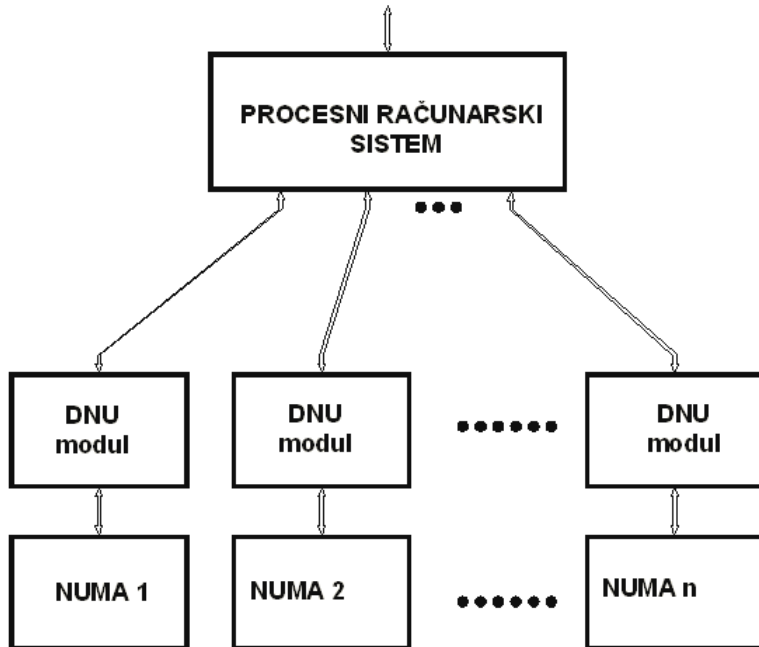 PROCESNI RAČUNARSKI
SISTEM
DNU
modul
DNU
modul
DNU
modul
NUMA 1
NUMA 2
NUMA n